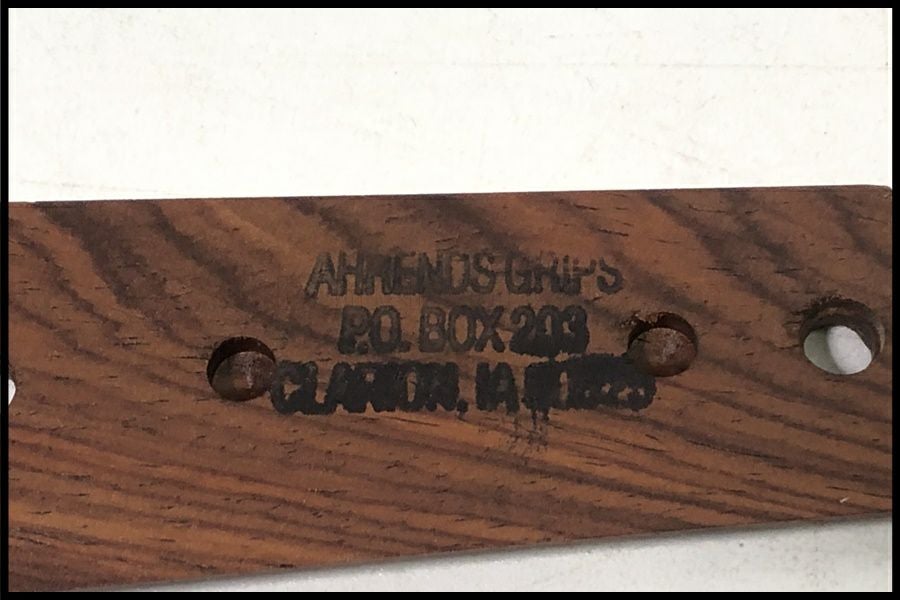 AHRENDS GRIPS
P.O. BOX 203
CLARION, IA